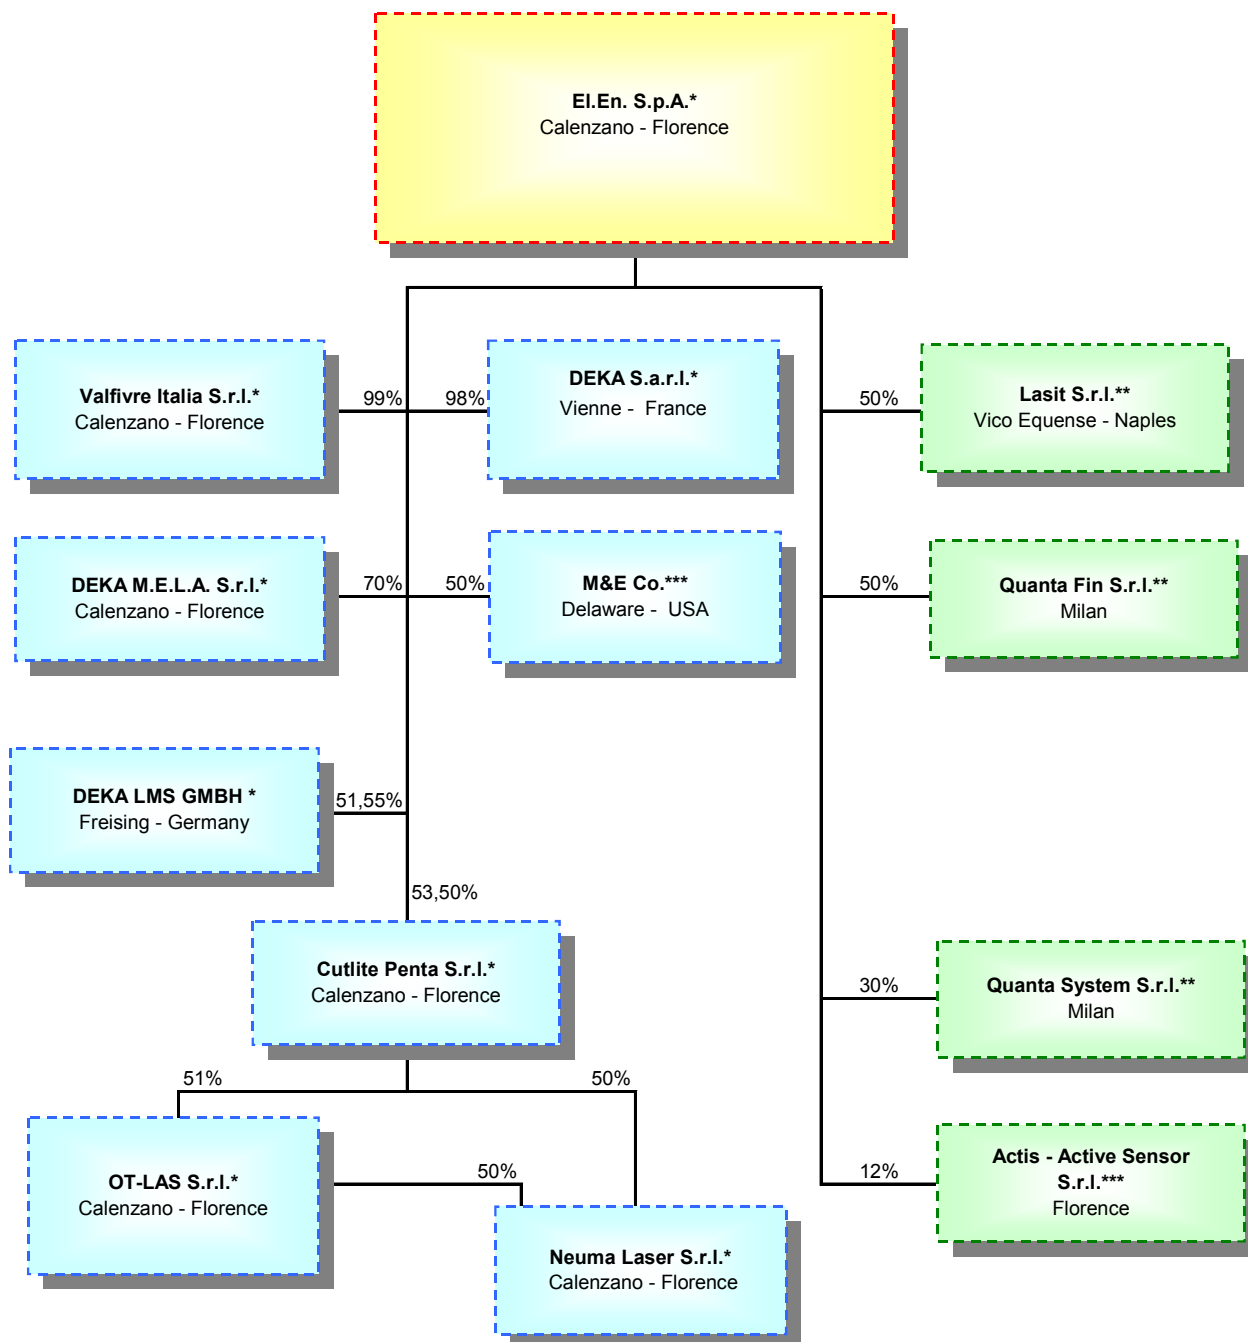 El.En. S.p.A.*
Calenzano - Florence
Valfivre Italia S.r.l.*
Calenzano - Florence
99%
98%
DEKA S.a.r.l.*
Vienne - France
50%
Lasit S.r.l.**
Vico Equense - Naples
DEKA M.E.L.A. S.r.l.*
Calenzano - Florence
70%
50%
M&E Co.***
Delaware - USA
50%
Quanta Fin S.r.l.**
Milan
DEKA LMS GMBH *
Freising - Germany
51,55%
53,50%
Cutlite Penta S.r.l.*
Calenzano - Florence
30%
Quanta System S.r.l.**
Milan
51%
50%
OT-LAS S.r.l.*
Calenzano - Florence
50%
Neuma Laser S.r.l.*
Calenzano - Florence
12%
Actis - Active Sensor
S.r.l.***
Florence